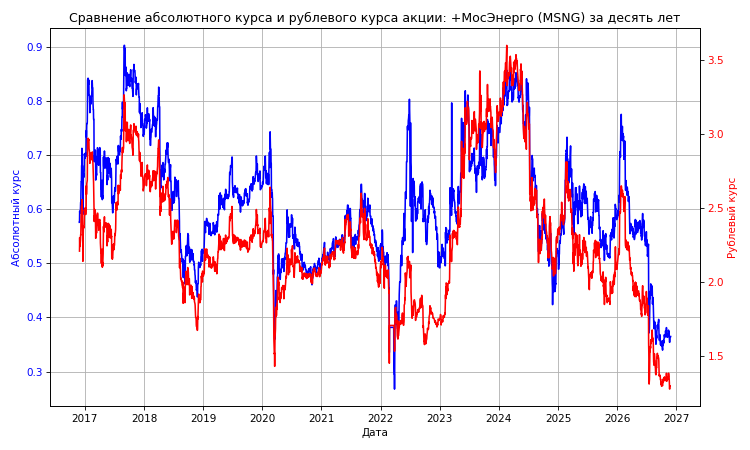 Сравнение абсолютного курса и рублевого курса акции: +МосЭнерго (MSNG) за десять лет
0.9
0.8
0.7
0.6
0.5
0.4
0.3
Абсолютный курс
3.5
3.0
2.5
2.0
1.5
Рублевый курс
2017 2018 2019 2020 2021 2022 2023 2024 2025 2026 2027
Дата